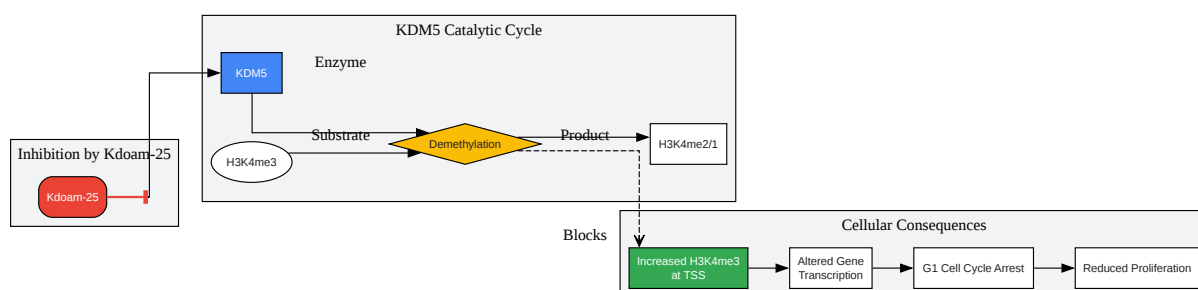 KDM5 Catalytic Cycle
Enzyme
KDM5
Substrate
Product
Demethylation
H3K4me3
H3K4me2/1
Inhibition by Kdoam-25
Kdoam-25
Blocks
Cellular Consequences
Increased H3K4me3
at TSS
Altered Gene
Transcription
G1 Cell Cycle Arrest
Reduced Proliferation